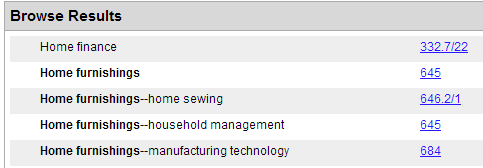 Browse Results
Home finance 332.7/22
Home furnishings 645
Home furnishings--home sewing 646.2/1
Home furnishings--household management 645
Home furnishings--manufacturing technology 684